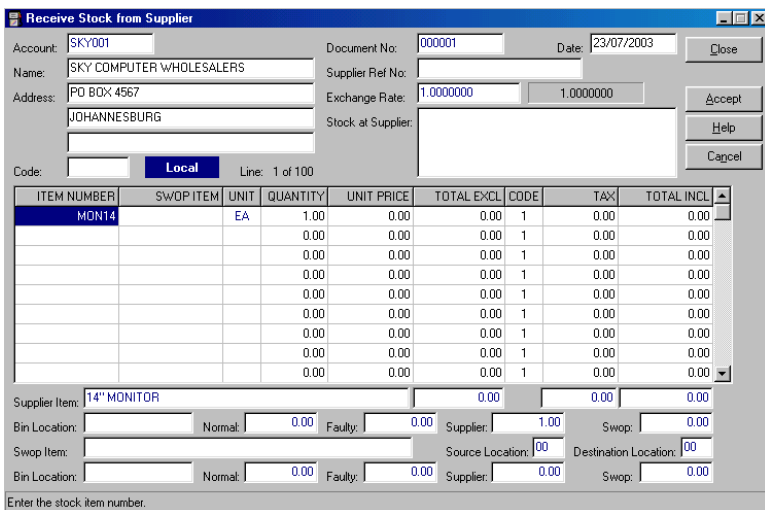 Receive Stock from Supplier
Account: SKY001 Document No: 000001 Date: 23/07/2003 Close
Name: SKY COMPUTER WHOLESALERS Supplier Ref No:
Address: PO BOX 4567 Exchange Rate: 1.0000000 1.0000000 Accept
JOHANNESBURG Stock at Supplier: Help
Cancel
Code: Local Line: 1 of 100
ITEM NUMBER SWOP ITEM UNIT QUANTITY UNIT PRICE TOTAL EXCL CODE TAX TOTAL INCL
MON14 EA 1.00 0.00 0.00 1 0.00 0.00
0.00 0.00 0.00 1 0.00 0.00
0.00 0.00 0.00 1 0.00 0.00
0.00 0.00 0.00 1 0.00 0.00
0.00 0.00 0.00 1 0.00 0.00
0.00 0.00 0.00 1 0.00 0.00
0.00 0.00 0.00 1 0.00 0.00
0.00 0.00 0.00 1 0.00 0.00
0.00 0.00 0.00 1 0.00 0.00
Supplier Item: 14" MONITOR 0.00 0.00 0.00
Bin Location: Normal: 0.00 Faulty: 0.00 Supplier: 1.00 Swop: 0.00
Swop Item: Source Location: 00 Destination Location: 00
Bin Location: Normal: 0.00 Faulty: 0.00 Supplier: 0.00 Swop: 0.00
Enter the stock item number.